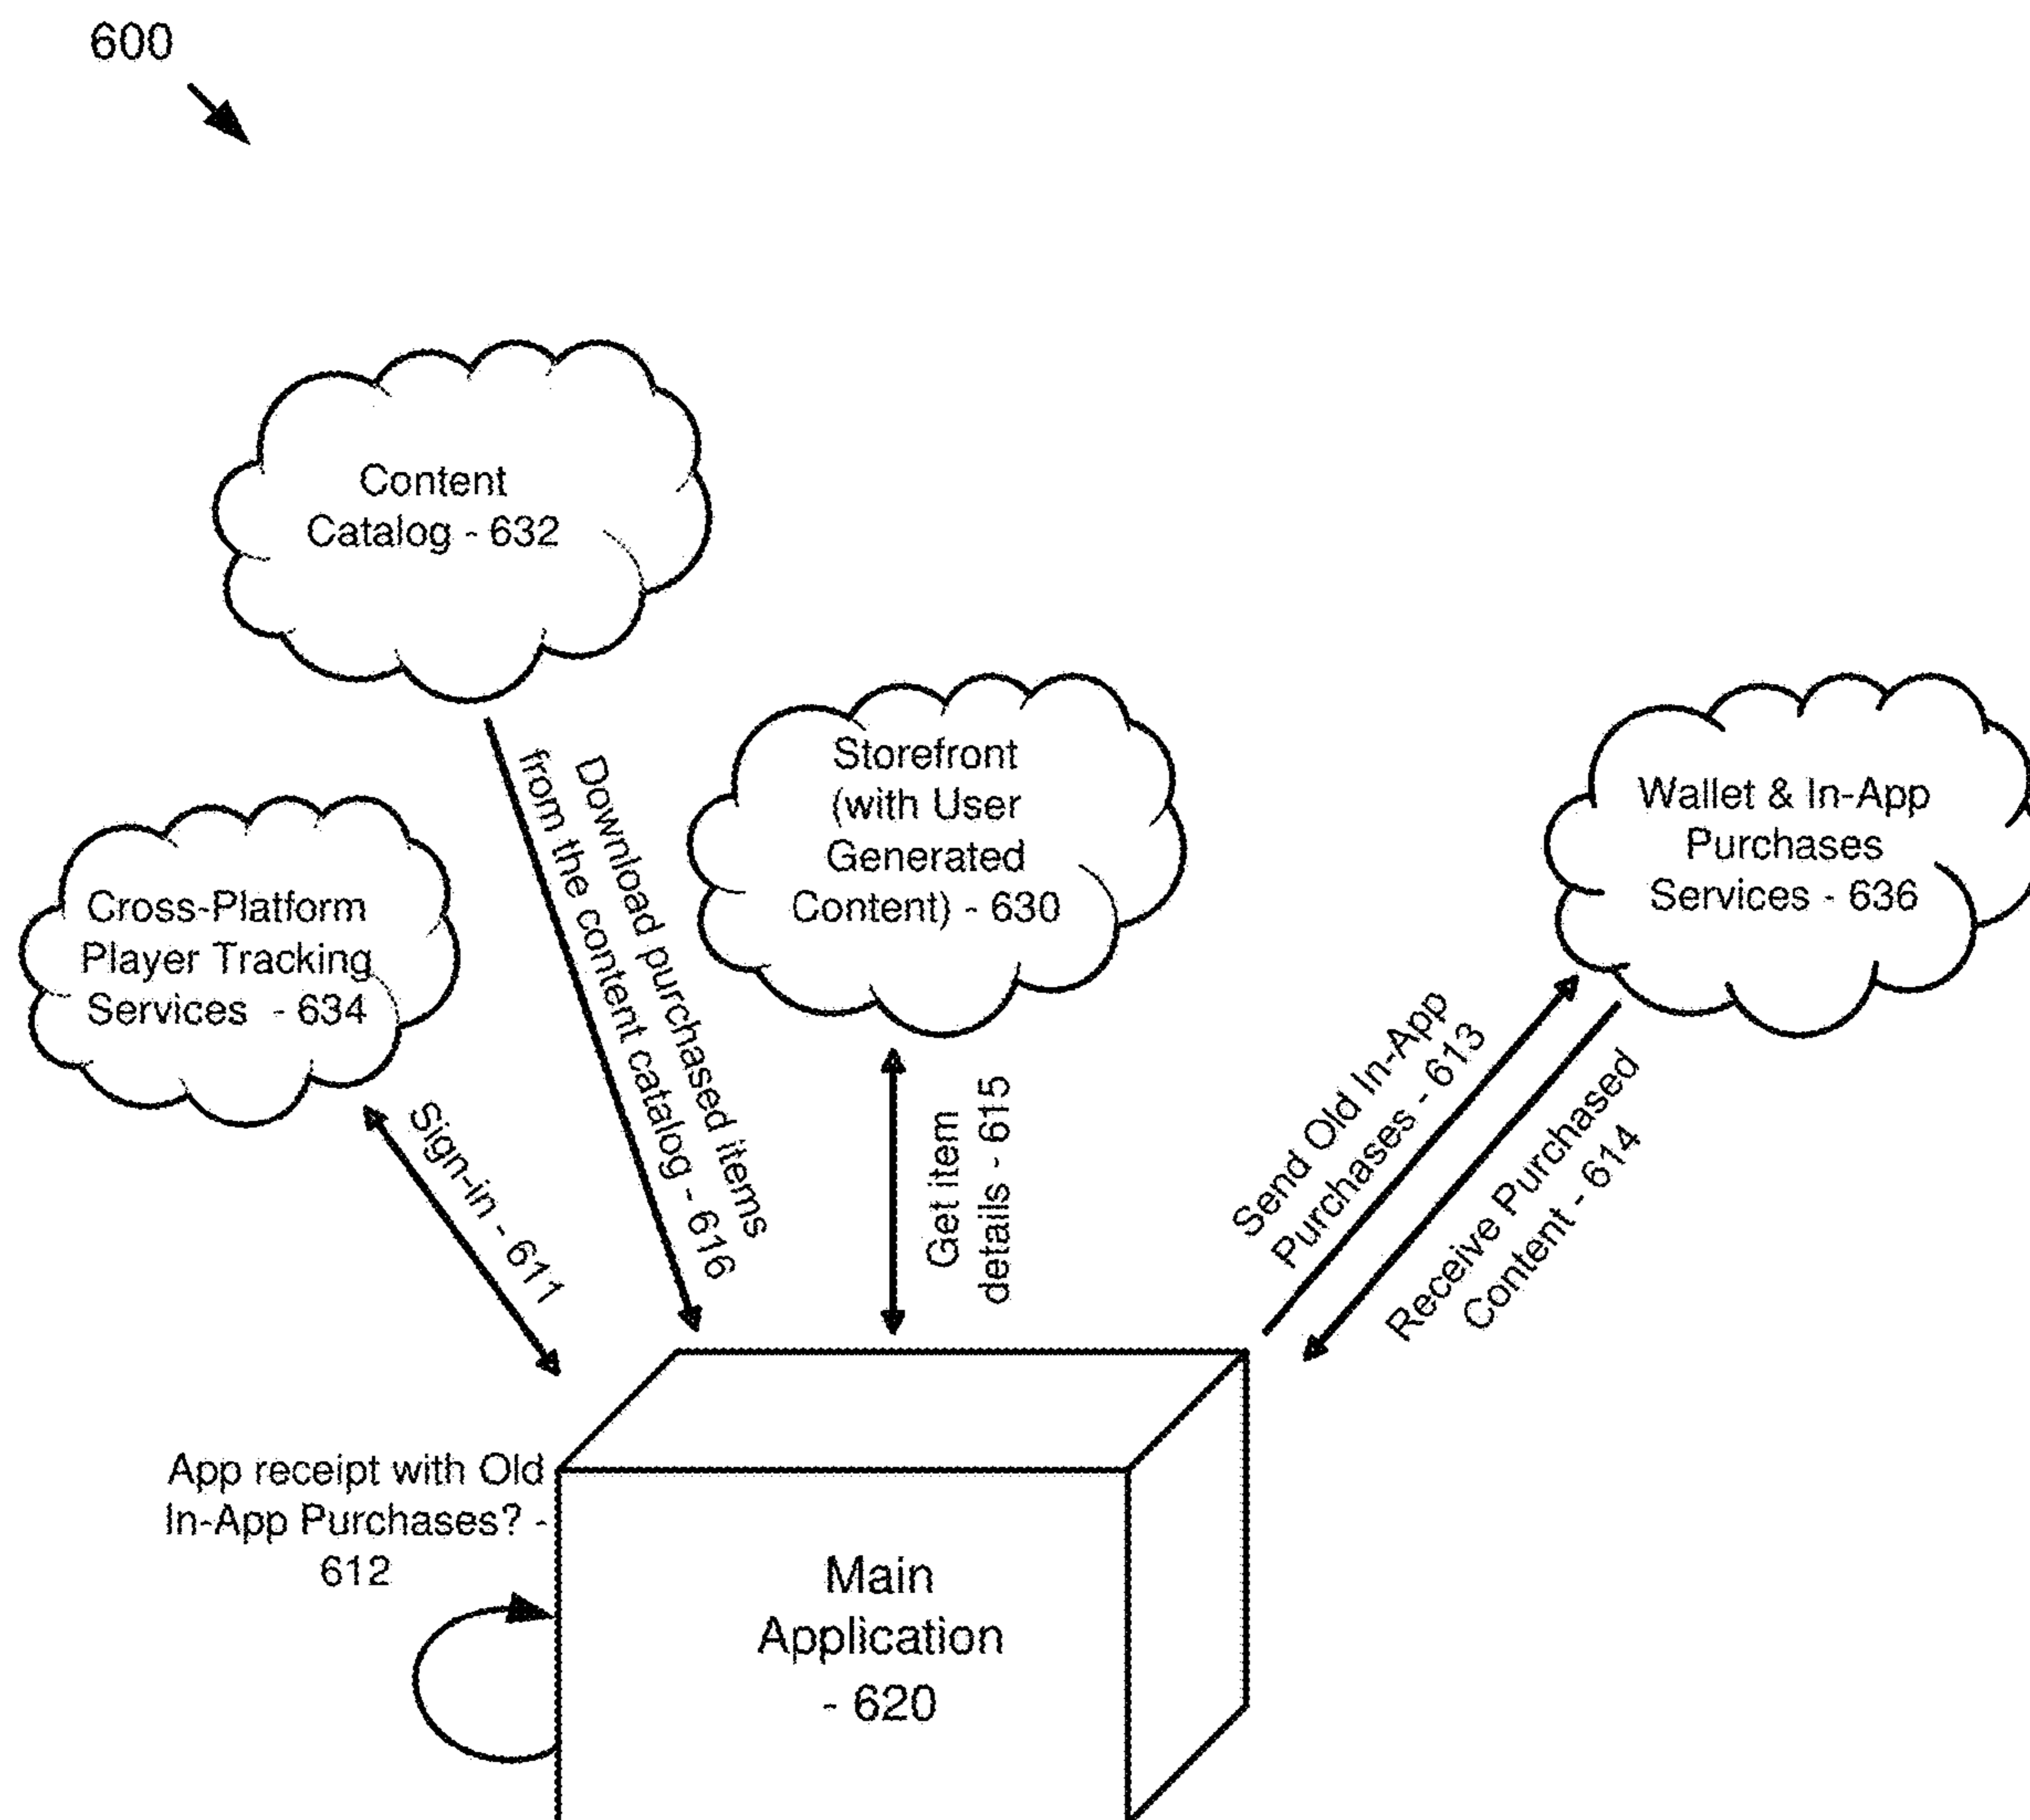 600
Content
Catalog - 632
Storefront
(with User
Generated
Content) - 630
Wallet & In-App
Purchases
Services - 636
Cross-Platform
Player Tracking
Services - 634
Sign-in - 611
Download purchased items
from the content catalog - 616
Get item
details - 615
Send Old In-App
Purchases - 613
Receive Purchased
Content - 614
App receipt with Old
In-App Purchases? -
612
Main
Application
- 620